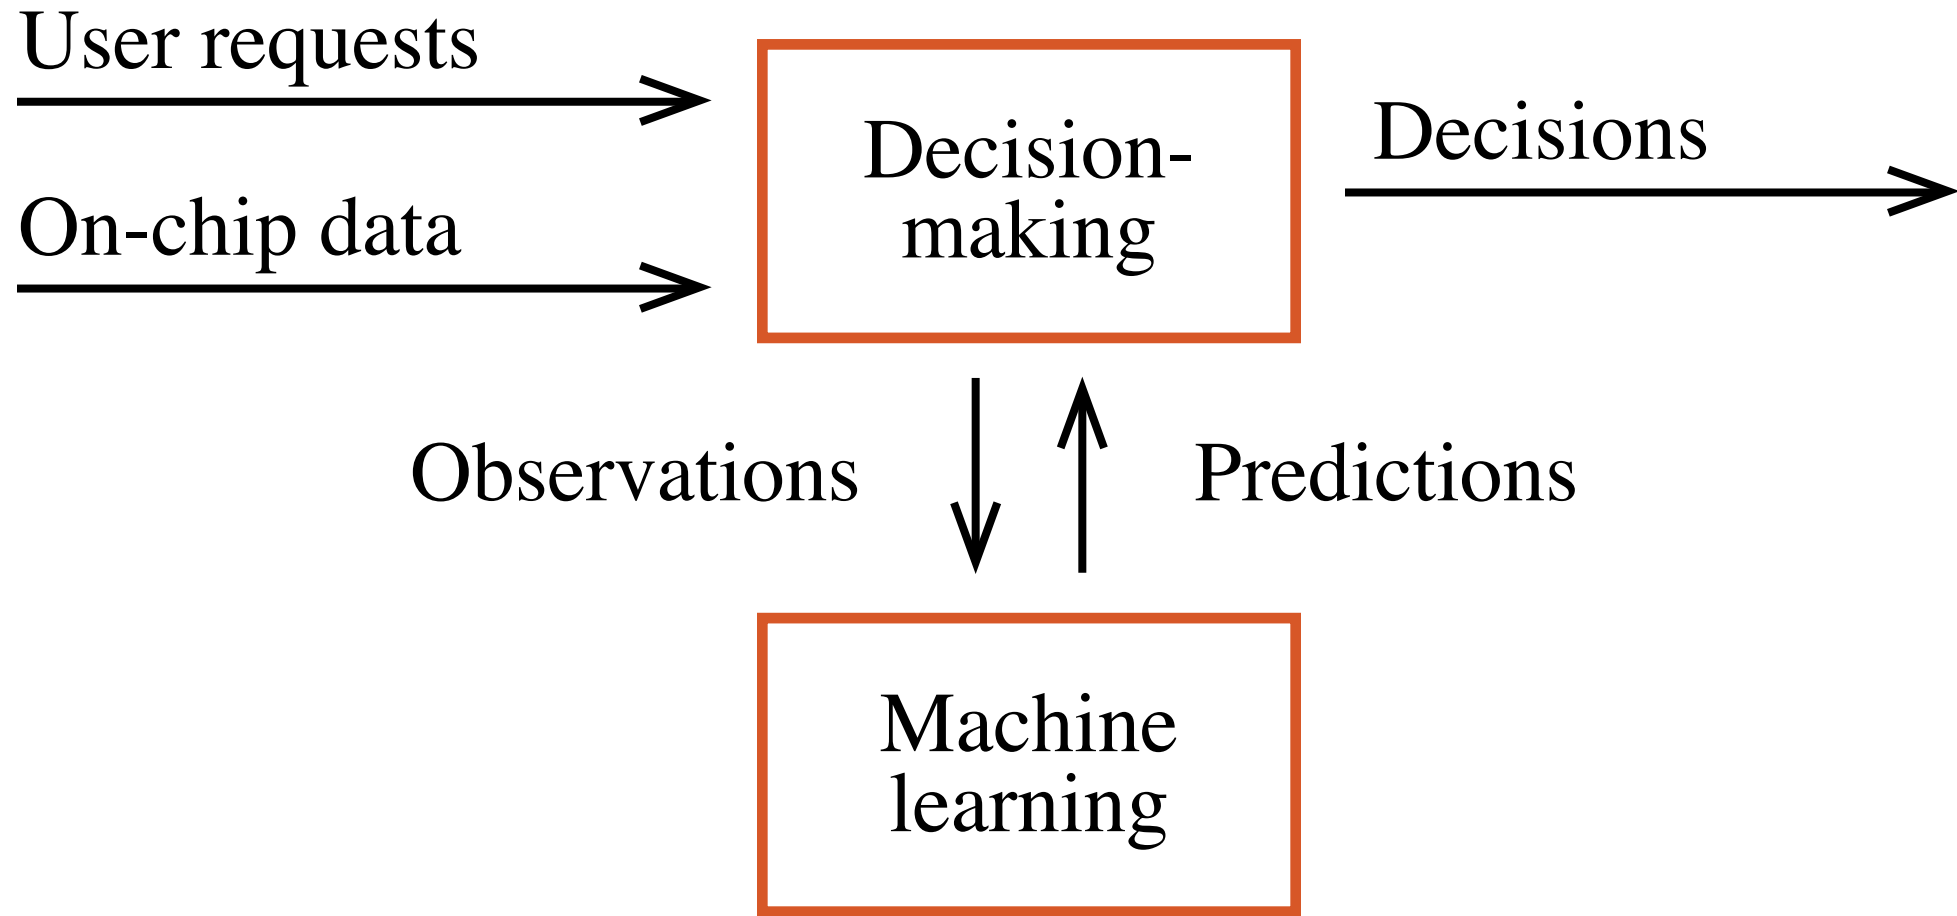 User requests
On-chip data
Decision-
making
Decisions
Observations
Predictions
Machine
learning